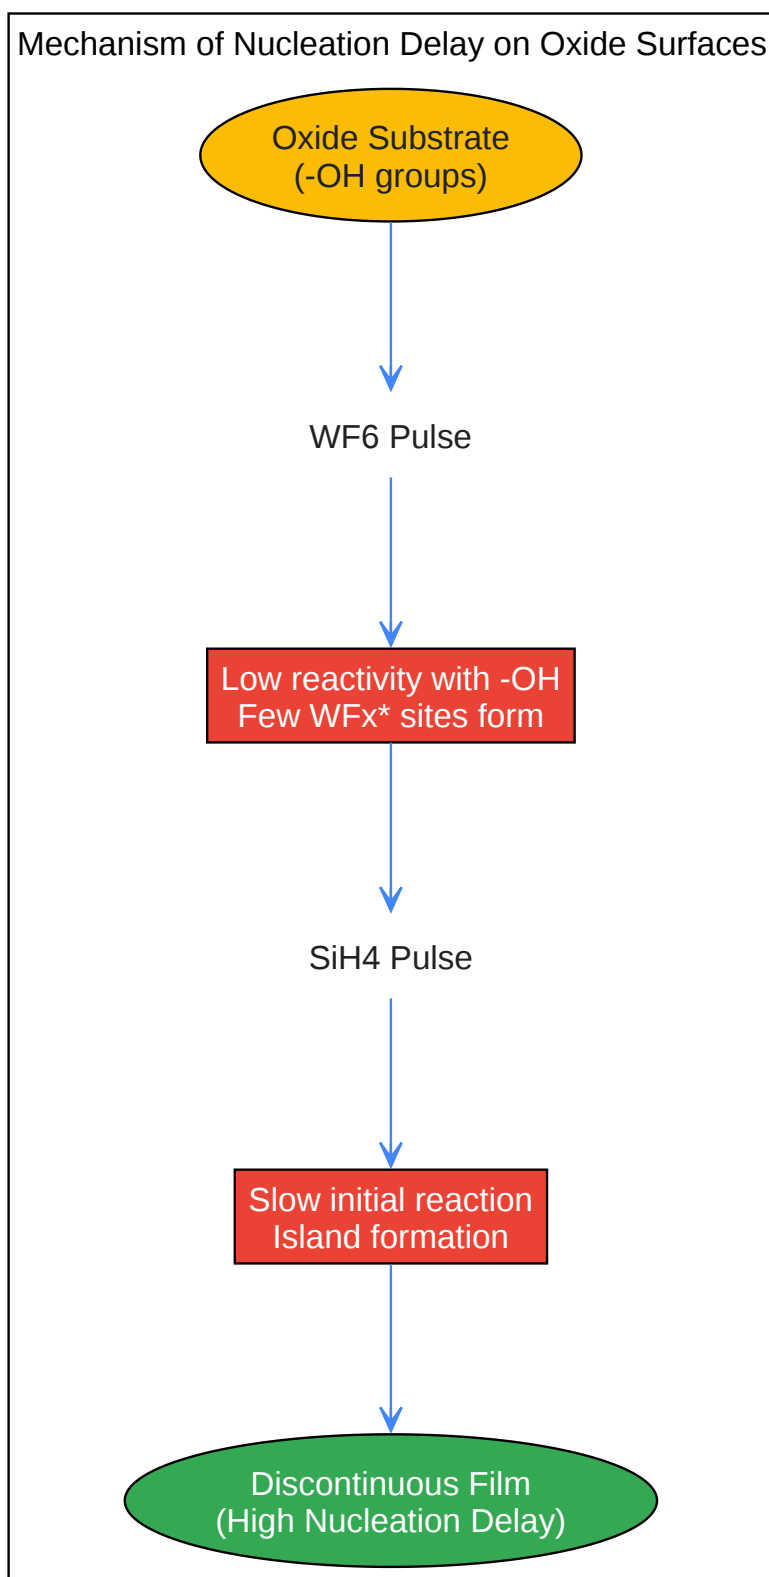 Mechanism of Nucleation Delay on Oxide Surfaces
Oxide Substrate
(-OH groups)
WF6 Pulse
Low reactivity with -OH
Few WFx* sites form
SiH4 Pulse
Slow initial reaction
Island formation
Discontinuous Film
(High Nucleation Delay)